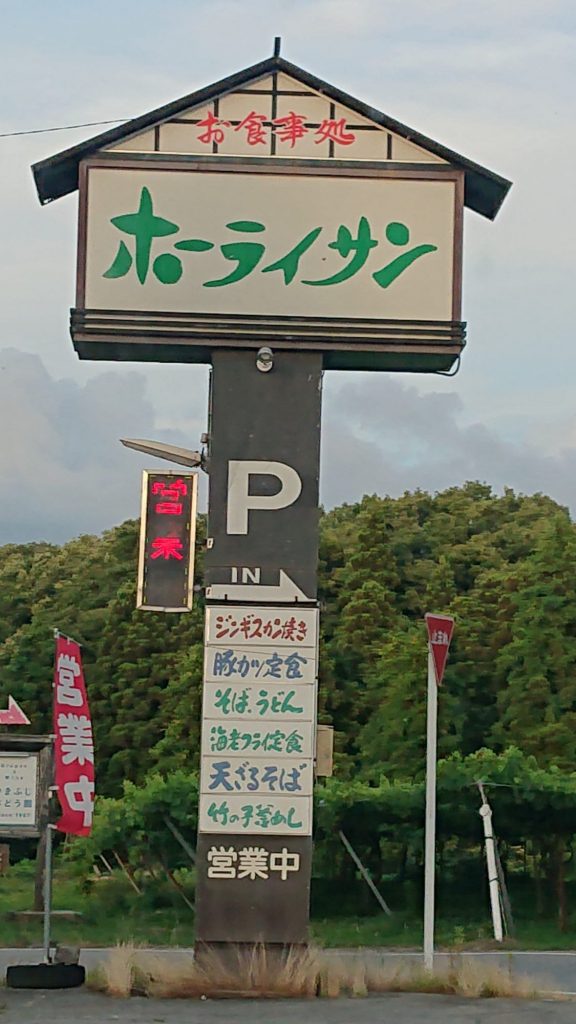 お食事処
ホーライサン
P
IN
ジンギスカン焼き
豚カツ定食
そば、うどん
海老フライ定食
天ざるそば
竹の子釜めし
営業中
営業中